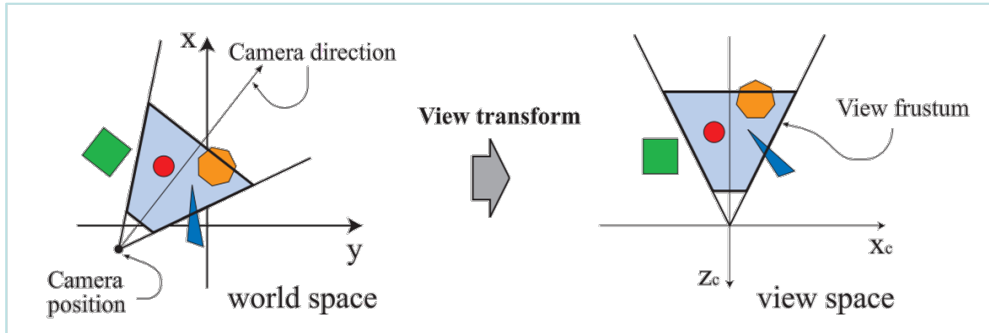 x
Camera direction
y
Camera
position
world space
View transform
View frustum
xc
zc
view space